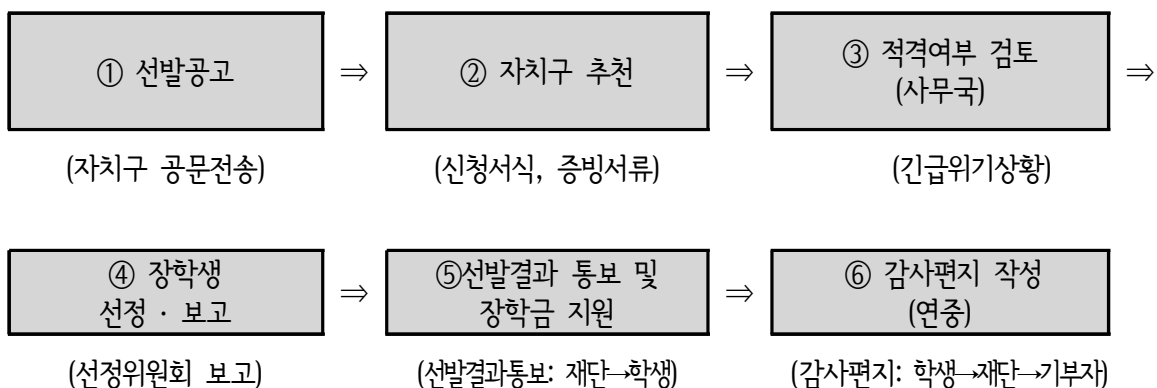 ① 선발공고 ⇒ ② 자치구 추천 ⇒ ③ 적격여부 검토 ⇒
(사무국)
(자치구 공문전송) (신청서식, 증빙서류) (긴급위기상황)
④ 장학생 ⇒ ⑤선발결과 통보 및 ⇒ ⑥ 감사편지 작성
선정 · 보고 장학금 지원 (연중)
(선정위원회 보고) (선발결과통보: 재단→학생) (감사편지: 학생→재단→기부자)